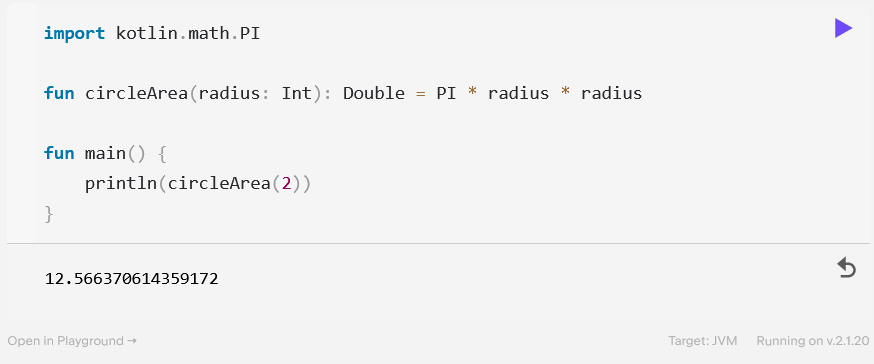 import kotlin.math.PI
fun circleArea(radius: Int): Double = PI * radius * radius
fun main() {
    println(circleArea(2))
}
12.566370614359172
Open in Playground →
Target: JVM
Running on v.2.1.20